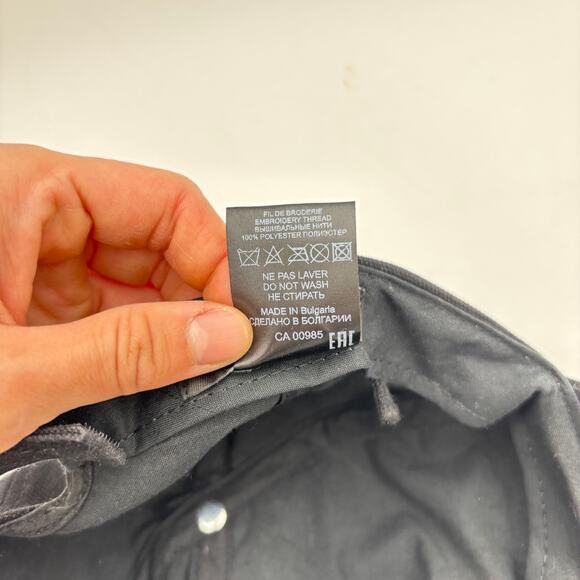 FIL DE BRODERIE
EMBROIDERY THREAD
ВЫШИВАЛЬНЫЕ НИТИ
100% POLYESTER ПОЛИЭСТЕР
NE PAS LAVER
DO NOT WASH
НЕ СТИРАТЬ
MADE IN Bulgaria
СДЕЛАНО В БОЛГАРИИ
CA 00985 EAC